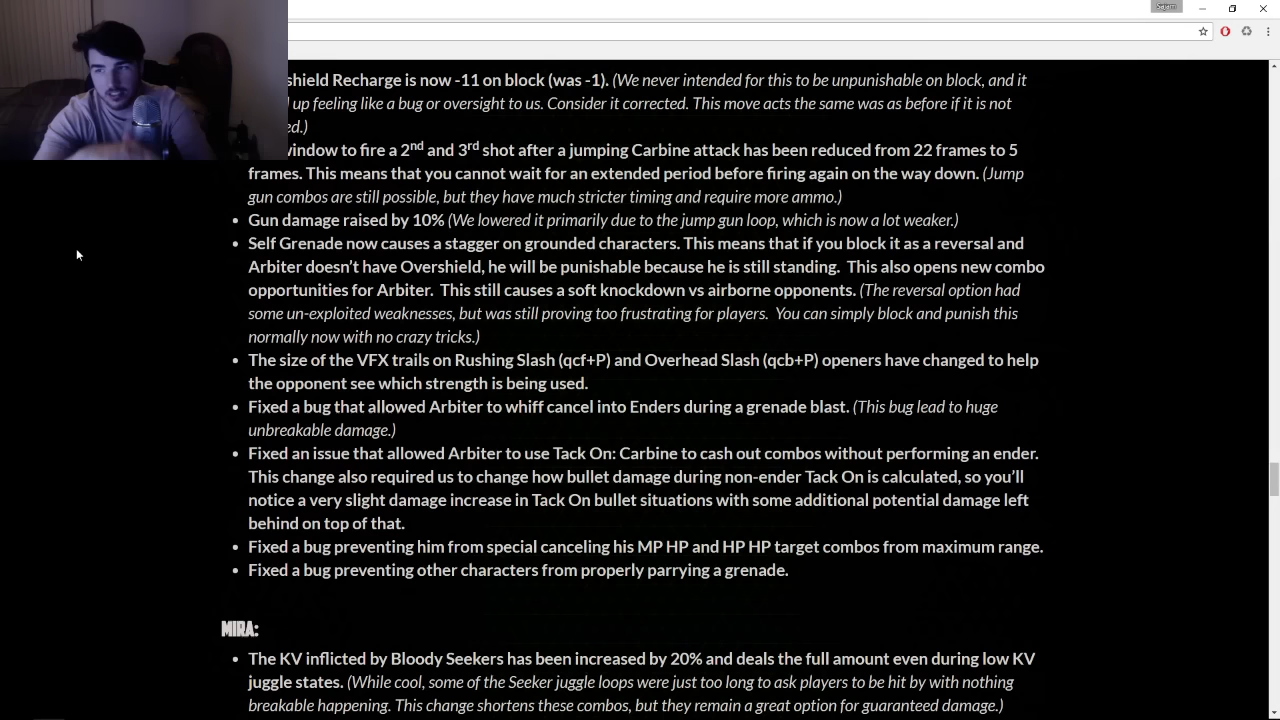 Sajam
shield Recharge is now -11 on block (was -1). (We never intended for this to be unpunishable on block, and it
up feeling like a bug or oversight to us. Consider it corrected. This move acts the same was as before if it is not
ed.)
window to fire a 2nd and 3rd shot after a jumping Carbine attack has been reduced from 22 frames to 5
frames. This means that you cannot wait for an extended period before firing again on the way down. (Jump
gun combos are still possible, but they have much stricter timing and require more ammo.)
• Gun damage raised by 10% (We lowered it primarily due to the jump gun loop, which is now a lot weaker.)
• Self Grenade now causes a stagger on grounded characters. This means that if you block it as a reversal and
Arbiter doesn’t have Overshield, he will be punishable because he is still standing. This also opens new combo
opportunities for Arbiter. This still causes a soft knockdown vs airborne opponents. (The reversal option had
some un-exploited weaknesses, but was still proving too frustrating for players. You can simply block and punish this
normally now with no crazy tricks.)
• The size of the VFX trails on Rushing Slash (qcf+P) and Overhead Slash (qcb+P) openers have changed to help
the opponent see which strength is being used.
• Fixed a bug that allowed Arbiter to whiff cancel into Enders during a grenade blast. (This bug lead to huge
unbreakable damage.)
• Fixed an issue that allowed Arbiter to use Tack On: Carbine to cash out combos without performing an ender.
This change also required us to change how bullet damage during non-ender Tack On is calculated, so you’ll
notice a very slight damage increase in Tack On bullet situations with some additional potential damage left
behind on top of that.
• Fixed a bug preventing him from special canceling his MP HP and HP HP target combos from maximum range.
• Fixed a bug preventing other characters from properly parrying a grenade.
MIRA:
• The KV inflicted by Bloody Seekers has been increased by 20% and deals the full amount even during low KV
juggle states. (While cool, some of the Seeker juggle loops were just too long to ask players to be hit by with nothing
breakable happening. This change shortens these combos, but they remain a great option for guaranteed damage.)